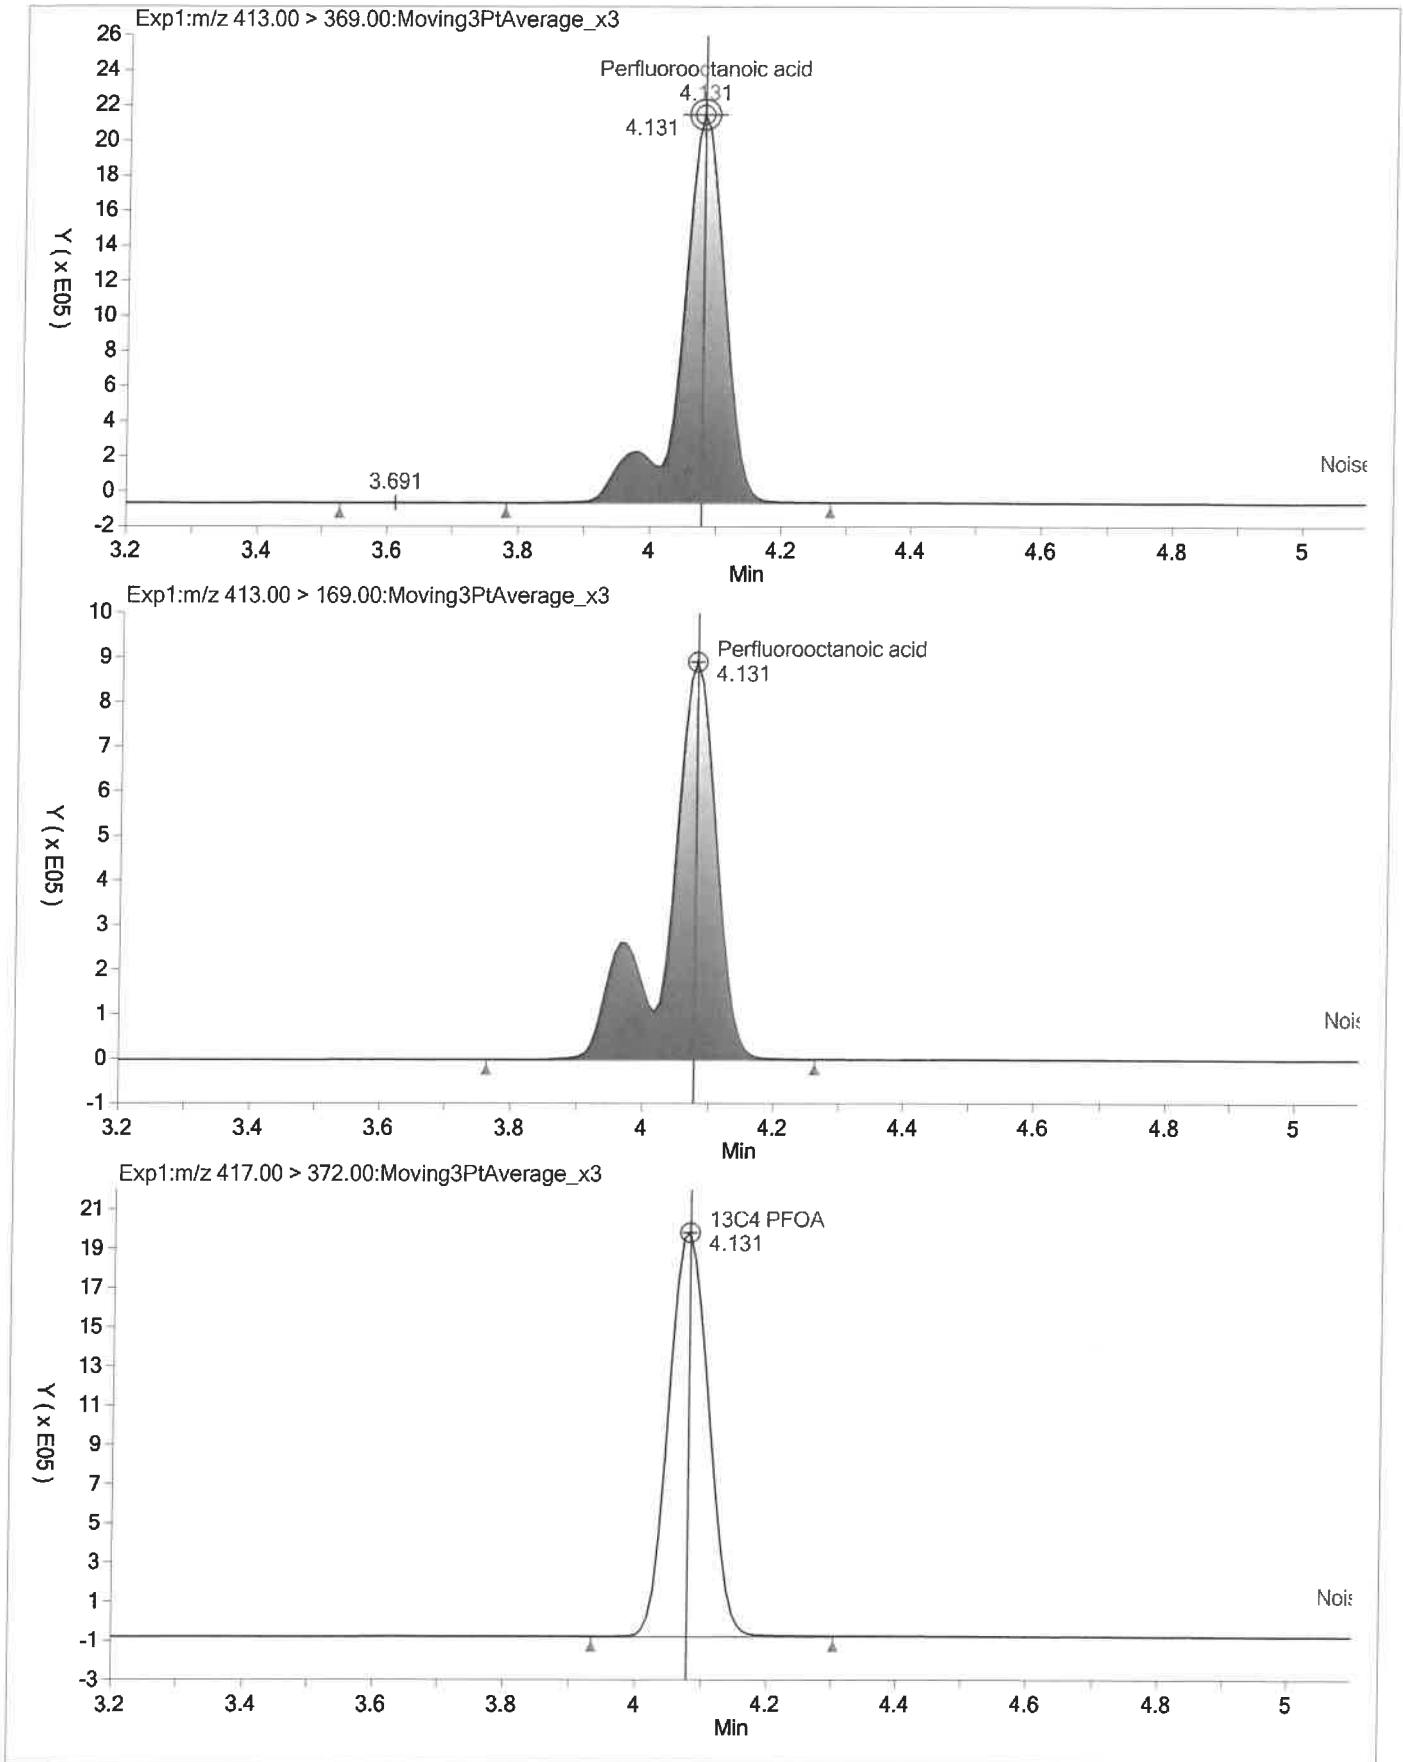 Exp1:m/z 413.00 > 369.00:Moving3PtAverage_x3
26
24
22
20
18
16
14
12
10
8
6
4
2
0
-2
Y ( x E05 )
Perfluorooctanoic acid
4.131
4.131
3.691
Noise
3.2 3.4 3.6 3.8 4 4.2 4.4 4.6 4.8 5
Min
Exp1:m/z 413.00 > 169.00:Moving3PtAverage_x3
10
9
8
7
6
5
4
3
2
1
0
-1
Y ( x E05 )
Perfluorooctanoic acid
4.131
Nois
3.2 3.4 3.6 3.8 4 4.2 4.4 4.6 4.8 5
Min
Exp1:m/z 417.00 > 372.00:Moving3PtAverage_x3
21
19
17
15
13
11
9
7
5
3
1
-1
-3
Y ( x E05 )
13C4 PFOA
4.131
Nois
3.2 3.4 3.6 3.8 4 4.2 4.4 4.6 4.8 5
Min